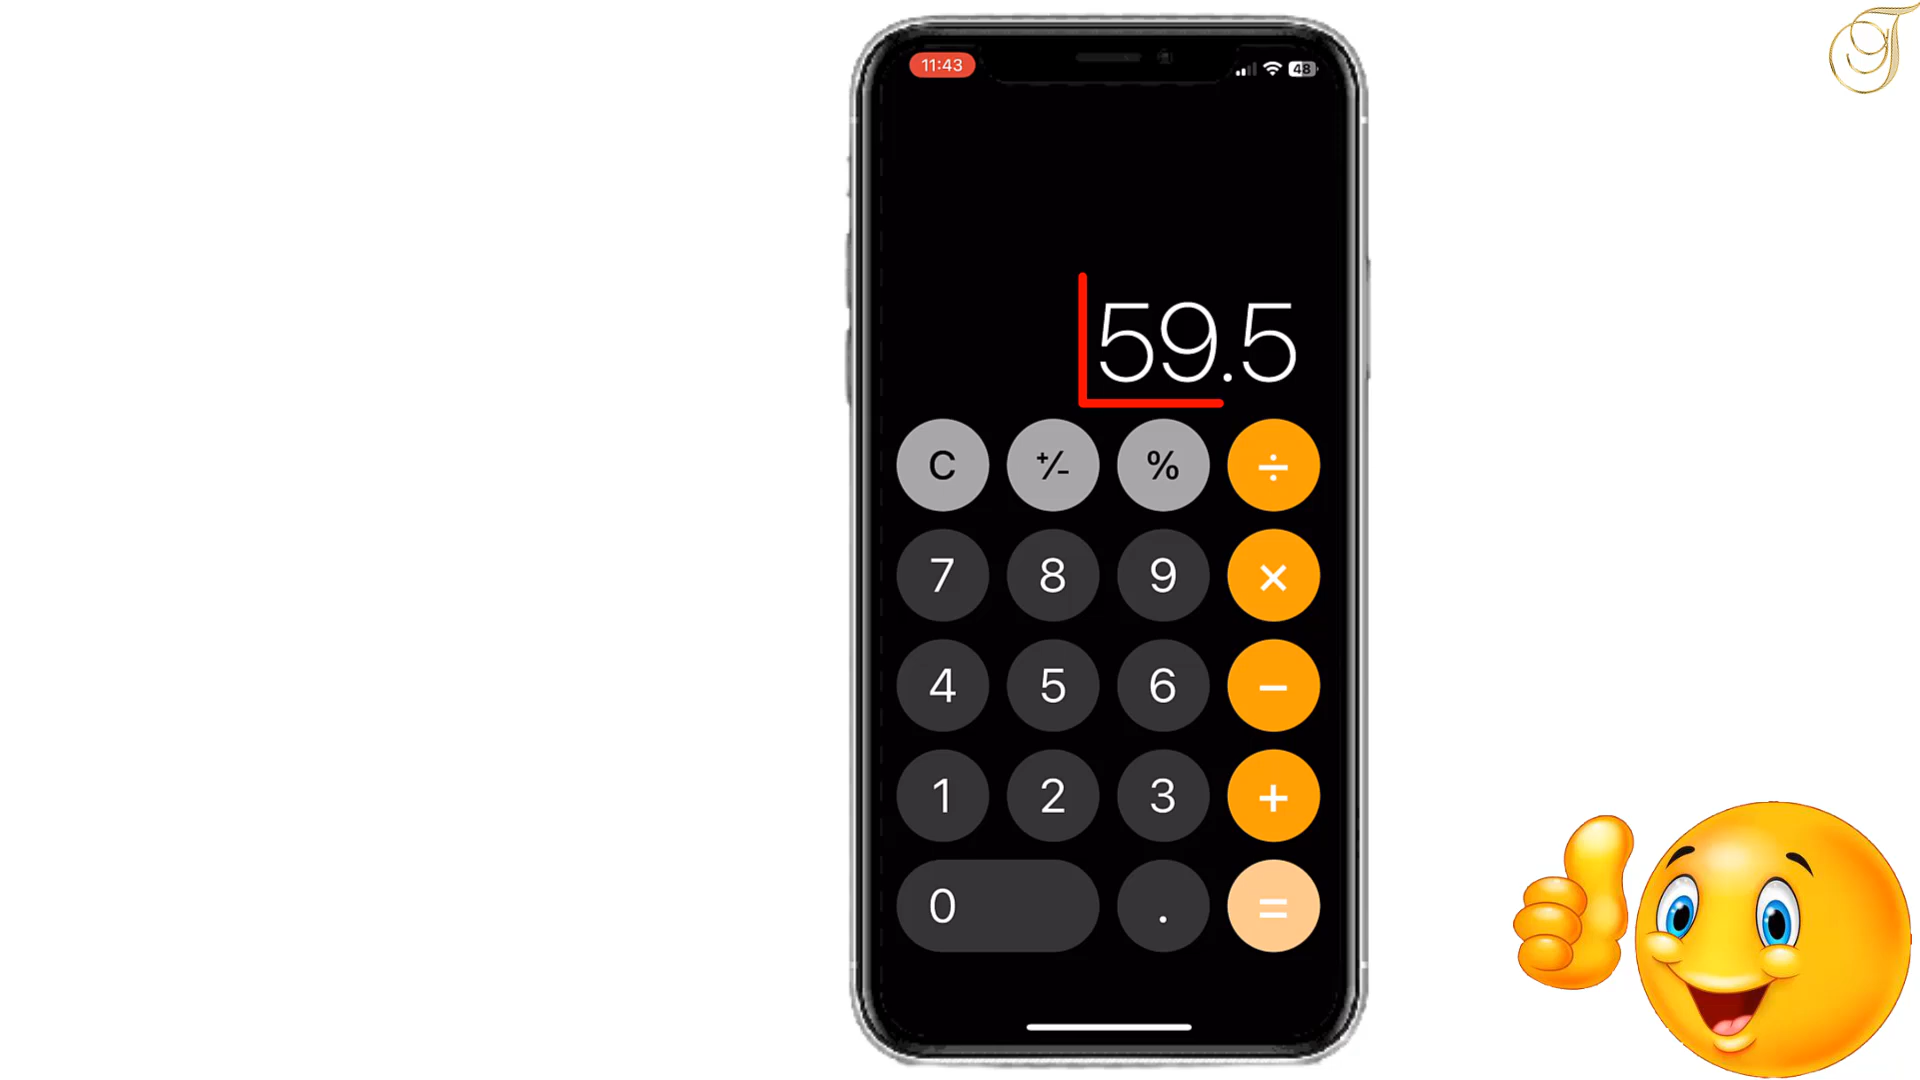 11:43
48
59.5
C +/- % ÷
7 8 9 ×
4 5 6 −
1 2 3 +
0 . =